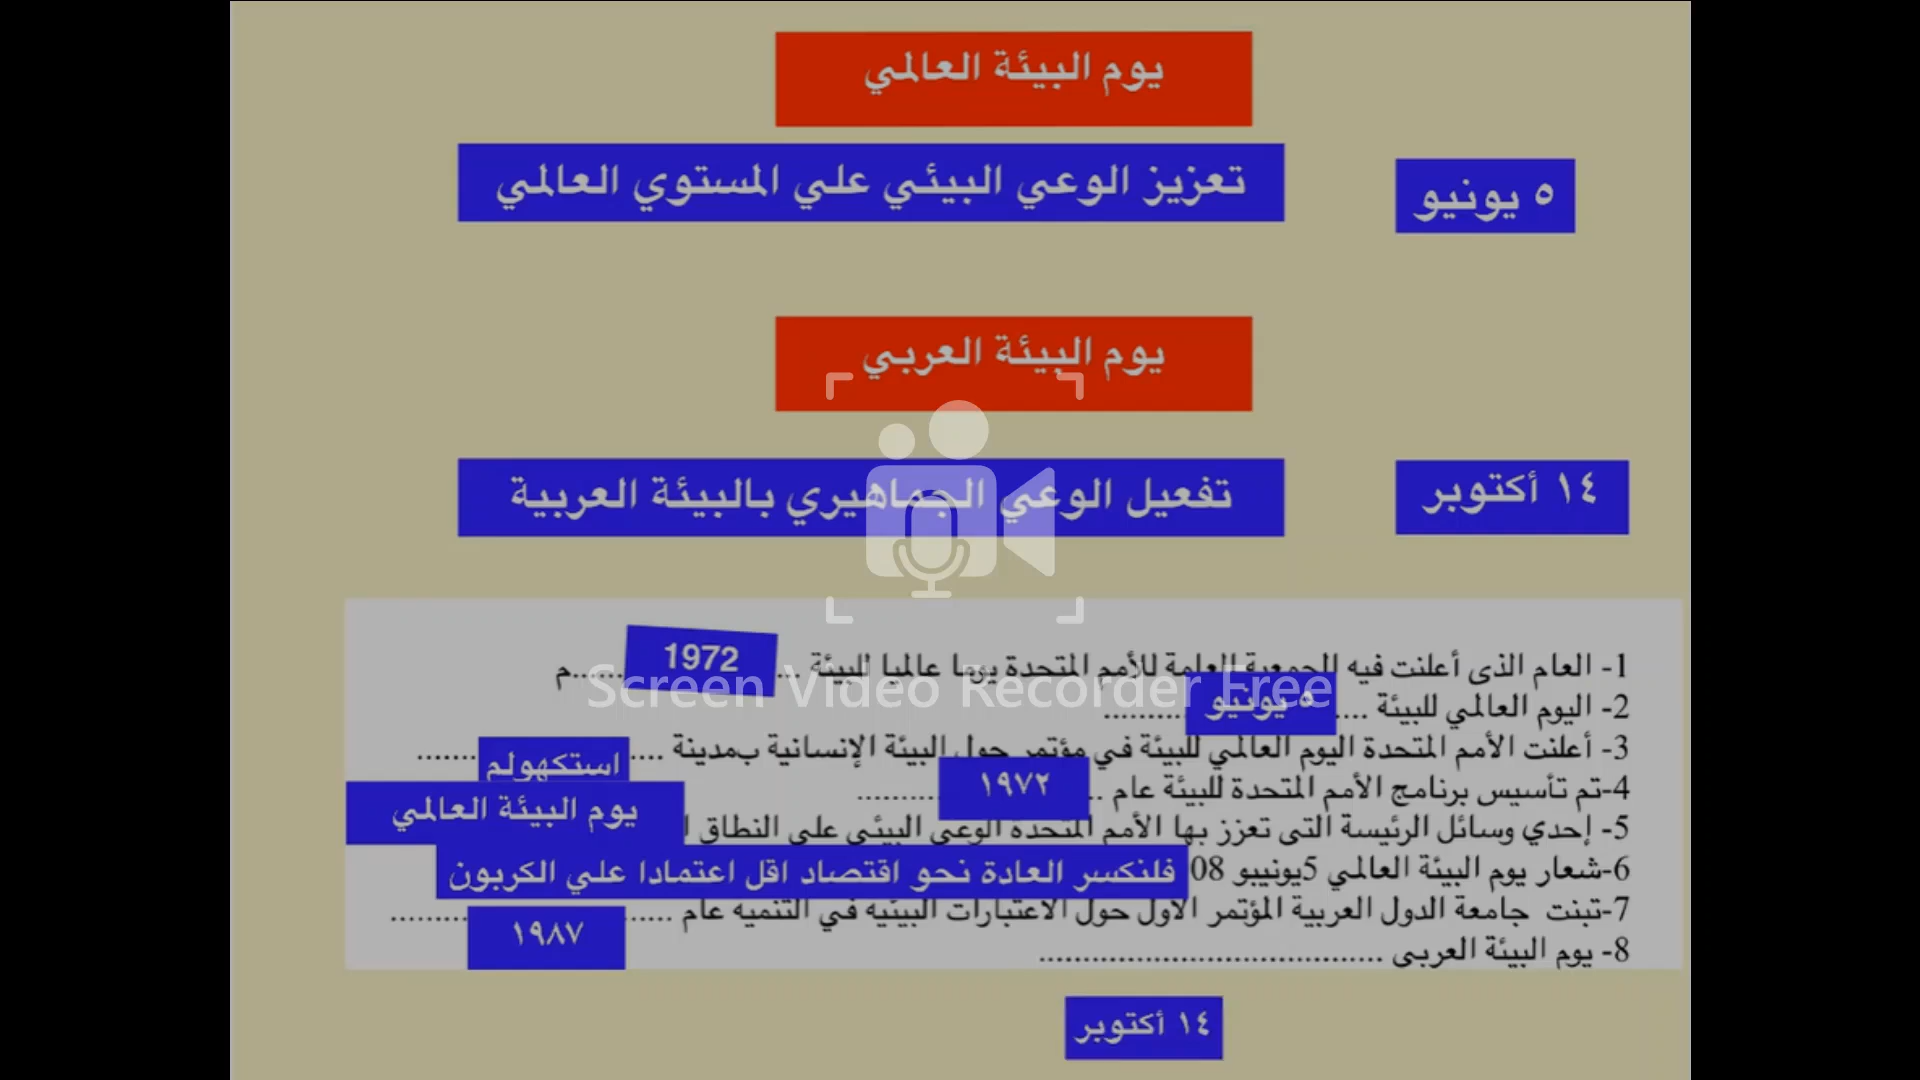 يوم البيئة العالمي
٥ يونيو
تعزيز الوعي البيئي علي المستوي العالمي
يوم البيئة العربي
١٤ أكتوبر
تفعيل الوعي الجماهيري بالبيئة العربية
1- العام الذى أعلنت فيه الجمعية العامة للأمم المتحدة يوما عالميا للبيئة ... 1972 ......م
Screen Video Recorder Free
2- اليوم العالمي للبيئة .... ٥ يونيو ..........
3- أعلنت الأمم المتحدة اليوم العالمي للبيئة في مؤتمر حول البيئة الإنسانية بمدينة .... استكهولم .......
4-تم تأسيس برنامج الأمم المتحدة للبيئة عام .. ١٩٧٢ ..........
5- إحدي وسائل الرئيسة التى تعزز بها الأمم المتحدة الوعي البيئي على النطاق ا يوم البيئة العالمي
6-شعار يوم البيئة العالمي 5يونييو 08 فلنكسر العادة نحو اقتصاد اقل اعتمادا علي الكربون
7-تبنت جامعة الدول العربية المؤتمر الأول حول الاعتبارات البيئيه في التنميه عام ...... ١٩٨٧ .........
8- يوم البيئة العربى ....................................
١٤ أكتوبر